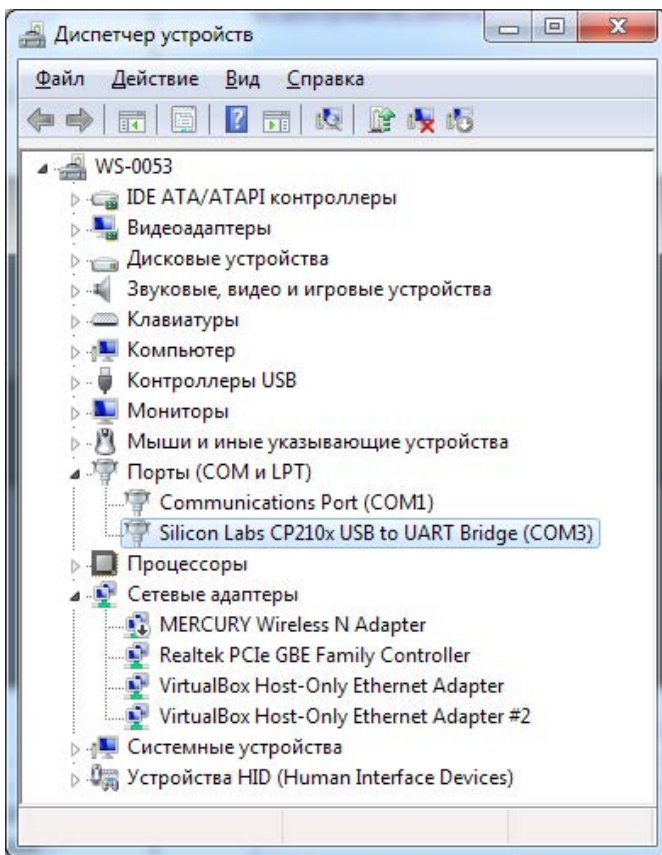 Диспетчер устройств
Файл Действие Вид Справка
WS-0053
IDE ATA/ATAPI контроллеры
Видеоадаптеры
Дисковые устройства
Звуковые, видео и игровые устройства
Клавиатуры
Компьютер
Контроллеры USB
Мониторы
Мыши и иные указывающие устройства
Порты (COM и LPT)
Communications Port (COM1)
Silicon Labs CP210x USB to UART Bridge (COM3)
Процессоры
Сетевые адаптеры
MERCURY Wireless N Adapter
Realtek PCIe GBE Family Controller
VirtualBox Host-Only Ethernet Adapter
VirtualBox Host-Only Ethernet Adapter #2
Системные устройства
Устройства HID (Human Interface Devices)